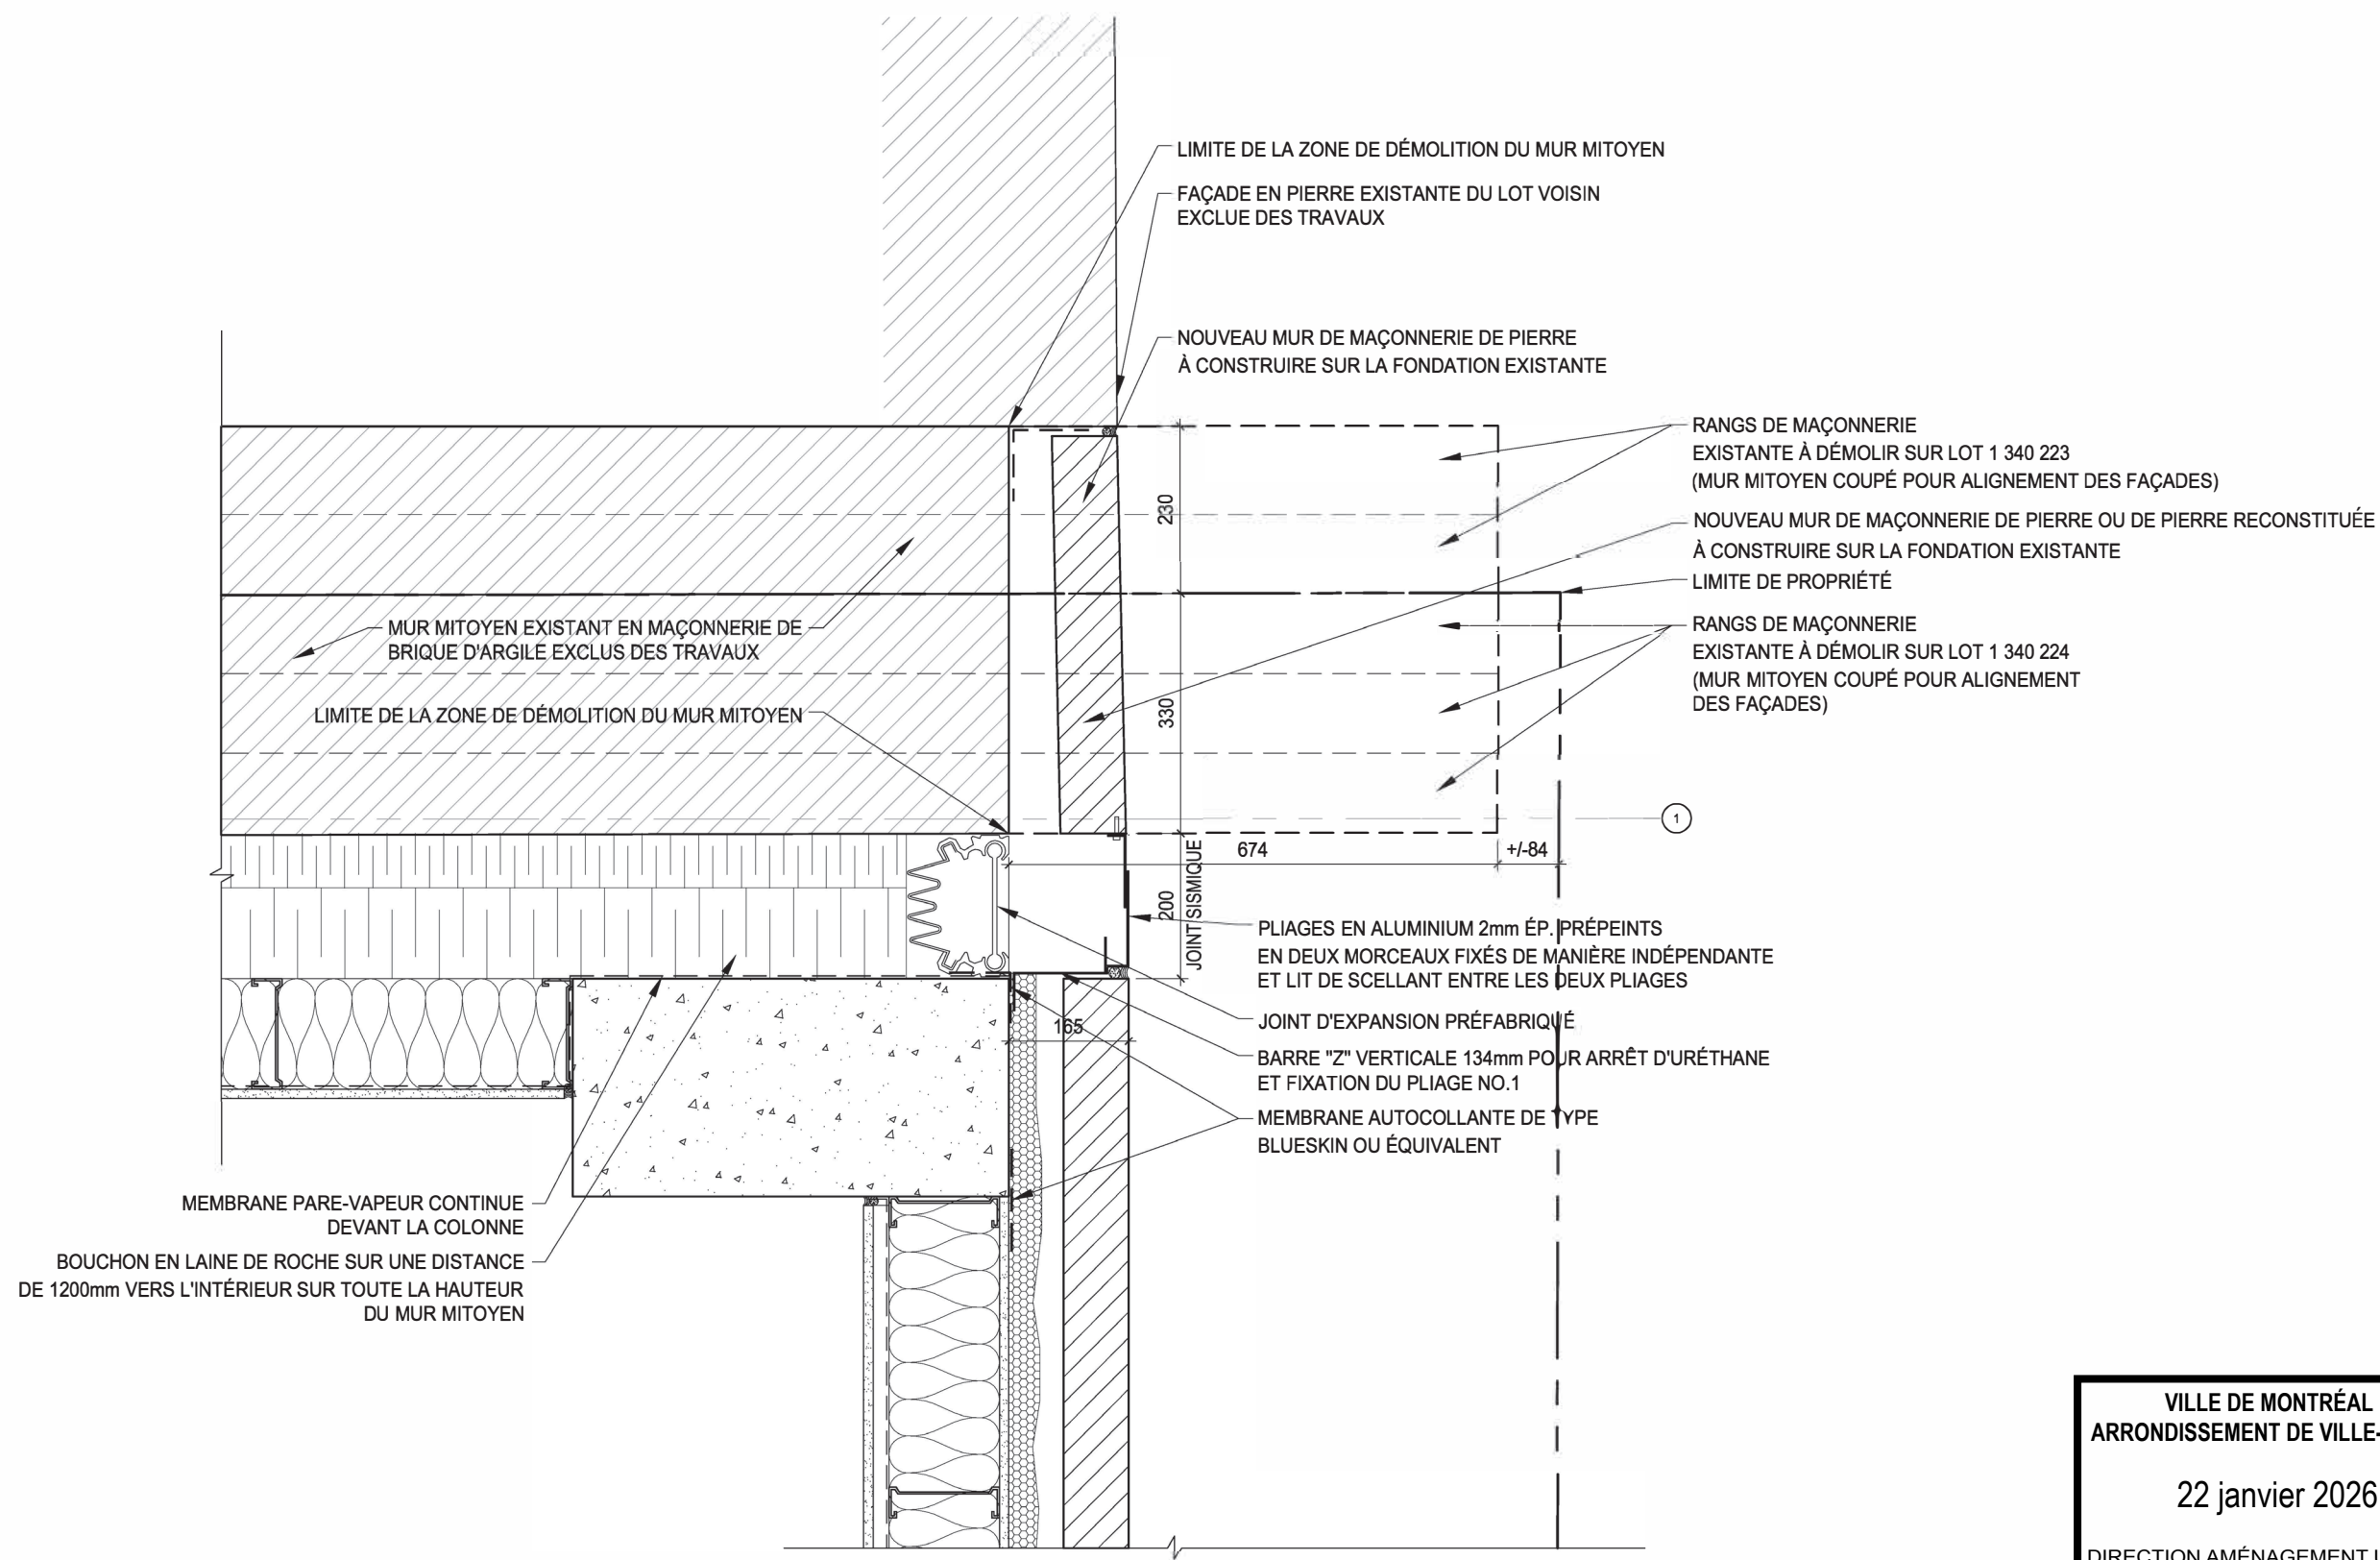 LIMITE DE LA ZONE DE DÉMOLITION DU MUR MITOYEN
FAÇADE EN PIERRE EXISTANTE DU LOT VOISIN
EXCLUE DES TRAVAUX
NOUVEAU MUR DE MAÇONNERIE DE PIERRE
À CONSTRUIRE SUR LA FONDATION EXISTANTE
RANGS DE MAÇONNERIE
EXISTANTE À DÉMOLIR SUR LOT 1 340 223
(MUR MITOYEN COUPÉ POUR ALIGNEMENT DES FAÇADES)
230
NOUVEAU MUR DE MAÇONNERIE DE PIERRE OU DE PIERRE RECONSTITUÉE
À CONSTRUIRE SUR LA FONDATION EXISTANTE
LIMITE DE PROPRIÉTÉ
RANGS DE MAÇONNERIE
EXISTANTE À DÉMOLIR SUR LOT 1 340 224
(MUR MITOYEN COUPÉ POUR ALIGNEMENT
DES FAÇADES)
MUR MITOYEN EXISTANT EN MAÇONNERIE DE
BRIQUE D'ARGILE EXCLUS DES TRAVAUX
LIMITE DE LA ZONE DE DÉMOLITION DU MUR MITOYEN
330
1
674
+/-84
200
JOINT SISMIQUE
PLIAGES EN ALUMINIUM 2mm ÉP. PRÉPEINTS
EN DEUX MORCEAUX FIXÉS DE MANIÈRE INDÉPENDANTE
ET LIT DE SCELLANT ENTRE LES DEUX PLIAGES
JOINT D'EXPANSION PRÉFABRIQUÉ
165
BARRE "Z" VERTICALE 134mm POUR ARRÊT D'URÉTHANE
ET FIXATION DU PLIAGE NO.1
MEMBRANE AUTOCOLLANTE DE TYPE
BLUESKIN OU ÉQUIVALENT
MEMBRANE PARE-VAPEUR CONTINUE
DEVANT LA COLONNE
BOUCHON EN LAINE DE ROCHE SUR UNE DISTANCE
DE 1200mm VERS L'INTÉRIEUR SUR TOUTE LA HAUTEUR
DU MUR MITOYEN
VILLE DE MONTRÉAL
ARRONDISSEMENT DE VILLE-
22 janvier 2026
DIRECTION AMÉNAGEMENT